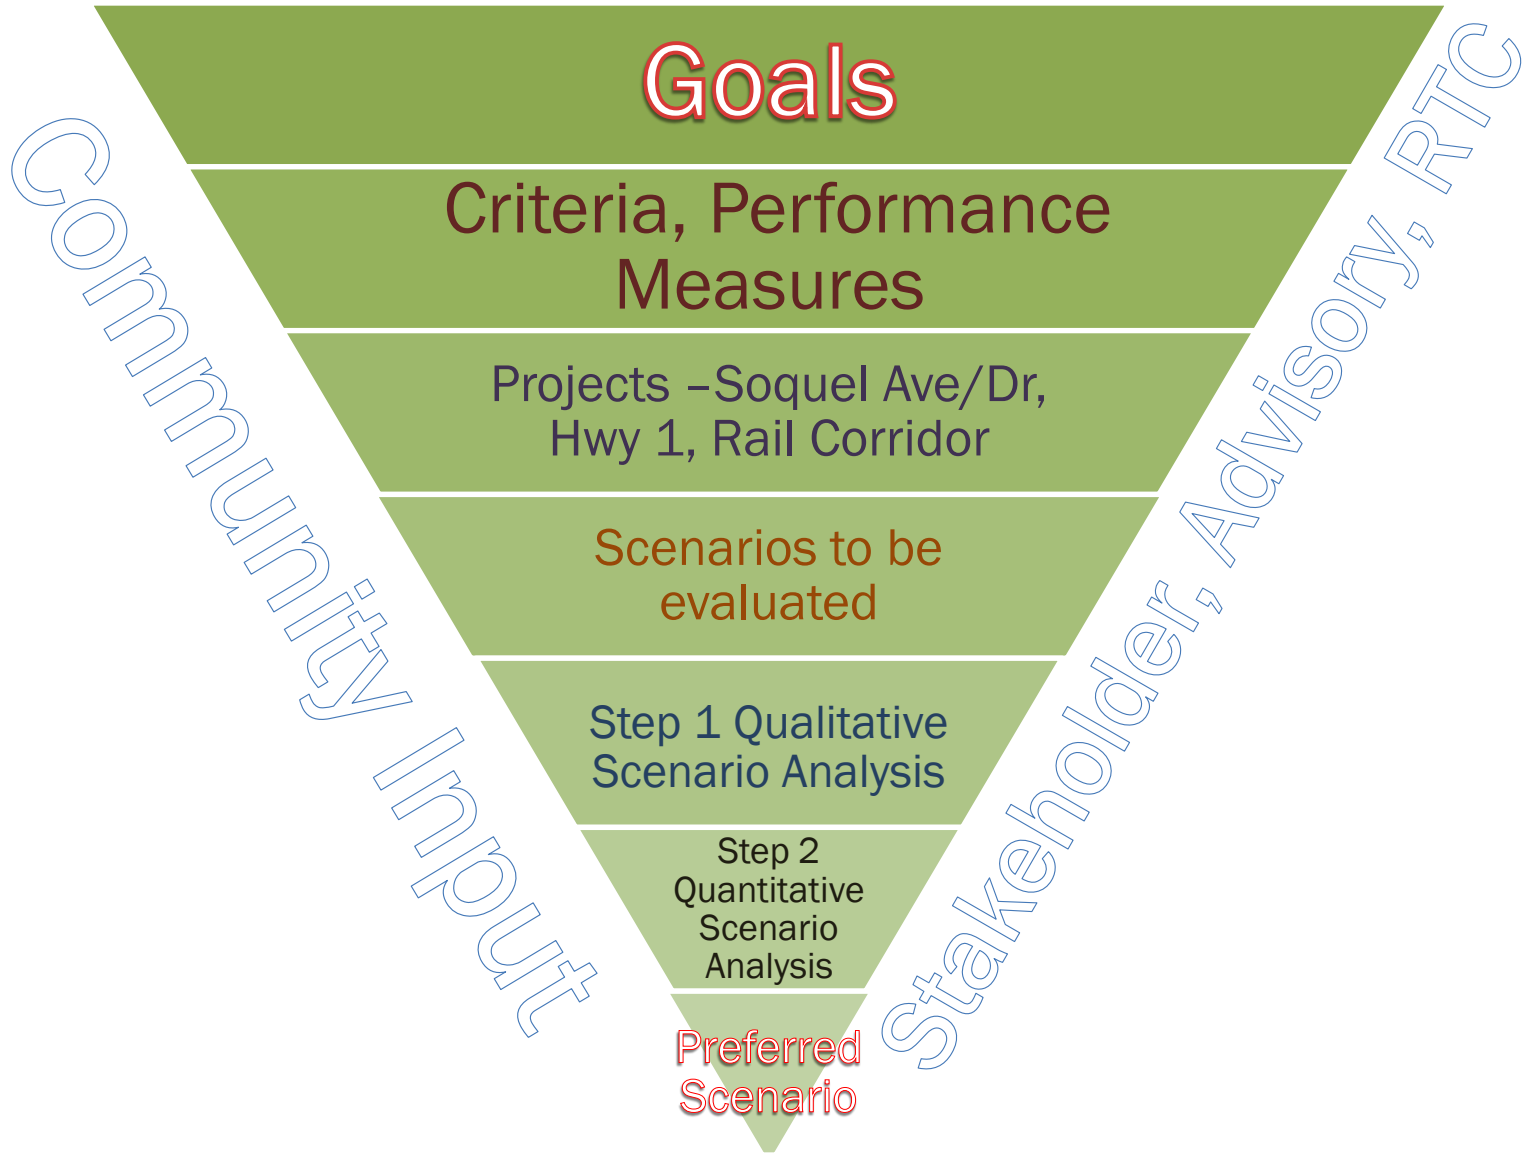 Goals
Criteria, Performance
Measures
Projects –Soquel Ave/Dr,
Hwy 1, Rail Corridor
Scenarios to be
evaluated
Step 1 Qualitative
Scenario Analysis
Step 2
Quantitative
Scenario
Analysis
Preferred
Scenario
Community Input
Stakeholder, Advisory, RTC